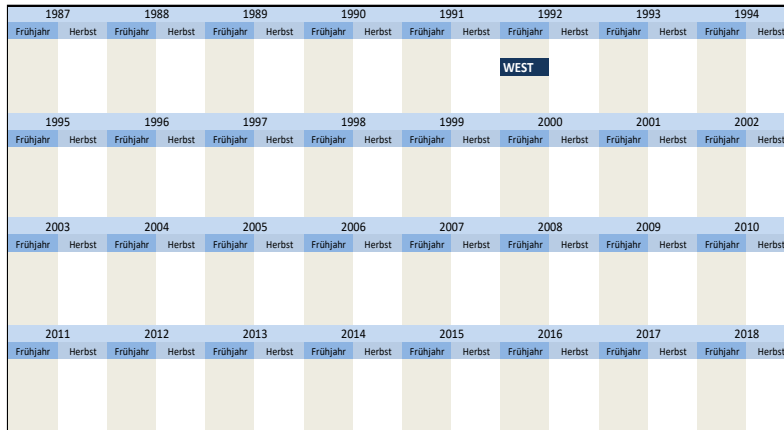 1987 1988 1989 1990 1991 1992 1993 1994
Frühjahr Herbst Frühjahr Herbst Frühjahr Herbst Frühjahr Herbst Frühjahr Herbst Frühjahr Herbst Frühjahr Herbst Frühjahr Herbst
WEST
1995 1996 1997 1998 1999 2000 2001 2002
Frühjahr Herbst Frühjahr Herbst Frühjahr Herbst Frühjahr Herbst Frühjahr Herbst Frühjahr Herbst Frühjahr Herbst Frühjahr Herbst
2003 2004 2005 2006 2007 2008 2009 2010
Frühjahr Herbst Frühjahr Herbst Frühjahr Herbst Frühjahr Herbst Frühjahr Herbst Frühjahr Herbst Frühjahr Herbst Frühjahr Herbst
2011 2012 2013 2014 2015 2016 2017 2018
Frühjahr Herbst Frühjahr Herbst Frühjahr Herbst Frühjahr Herbst Frühjahr Herbst Frühjahr Herbst Frühjahr Herbst Frühjahr Herbst